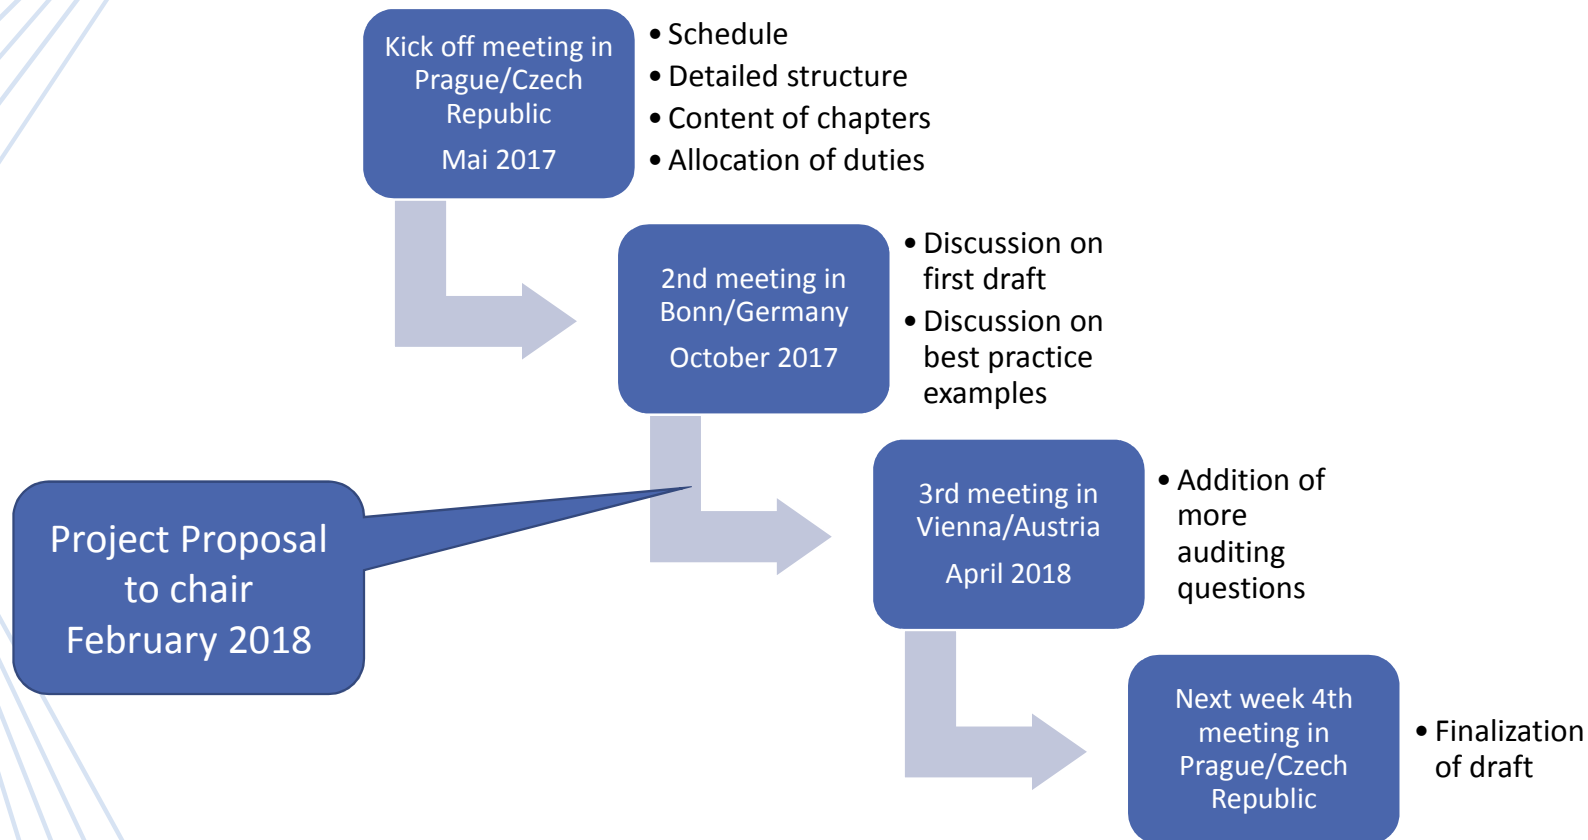 Kick off meeting in
Prague/Czech
Republic
Mai 2017
• Schedule
• Detailed structure
• Content of chapters
• Allocation of duties
2nd meeting in
Bonn/Germany
October 2017
• Discussion on
first draft
• Discussion on
best practice
examples
Project Proposal
to chair
February 2018
3rd meeting in
Vienna/Austria
April 2018
• Addition of
more
auditing
questions
Next week 4th
meeting in
Prague/Czech
Republic
• Finalization
of draft